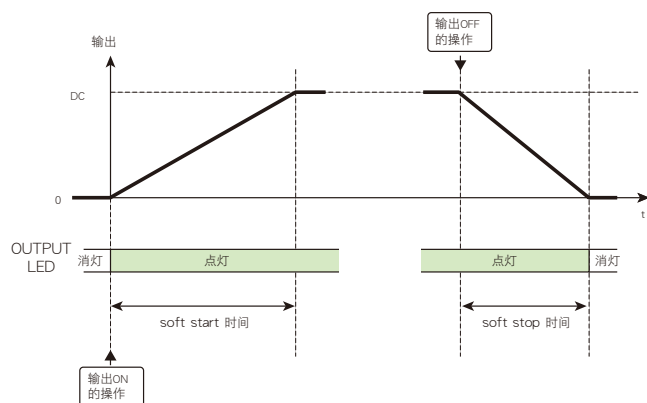 输出OFF
的操作
输出
DC
0
t
OUTPUT
LED
消灯
点灯
点灯
消灯
soft start 时间
soft stop 时间
输出ON
的操作